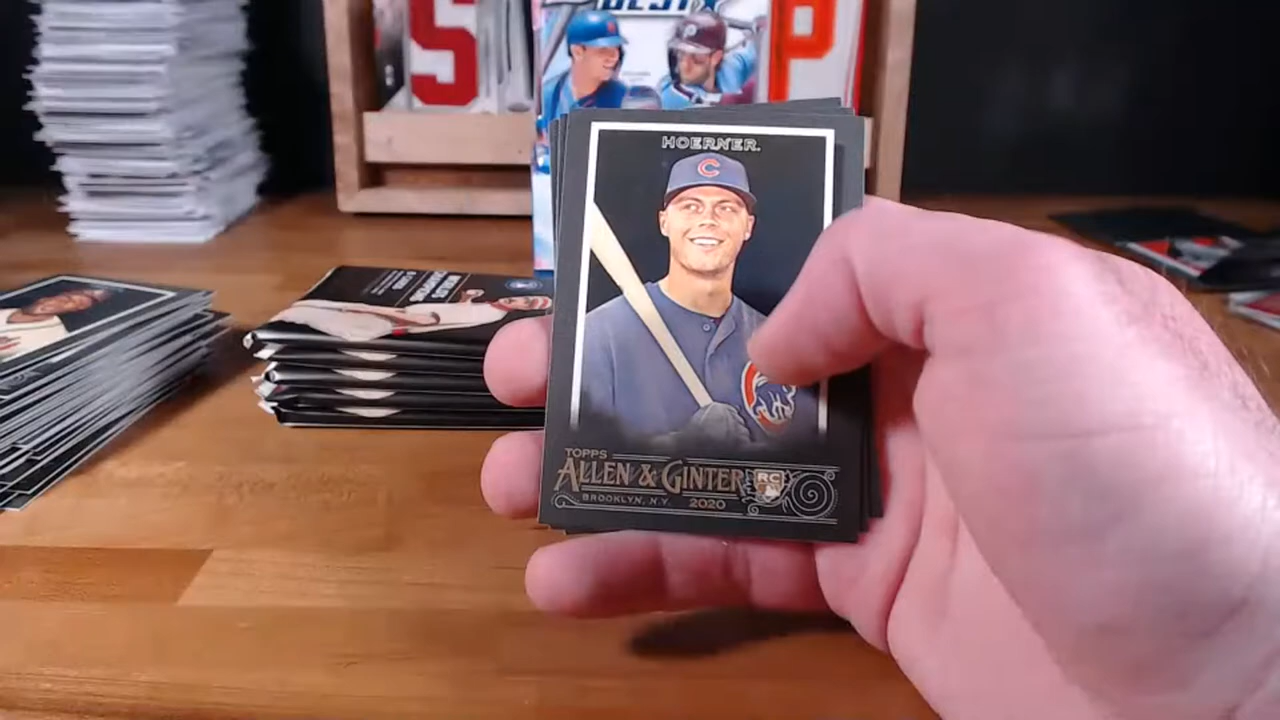 BEST
S
P
HOERNER.
C
TOPPS
ALLEN & GINTER
RC
BROOKLYN, N.Y. 2020